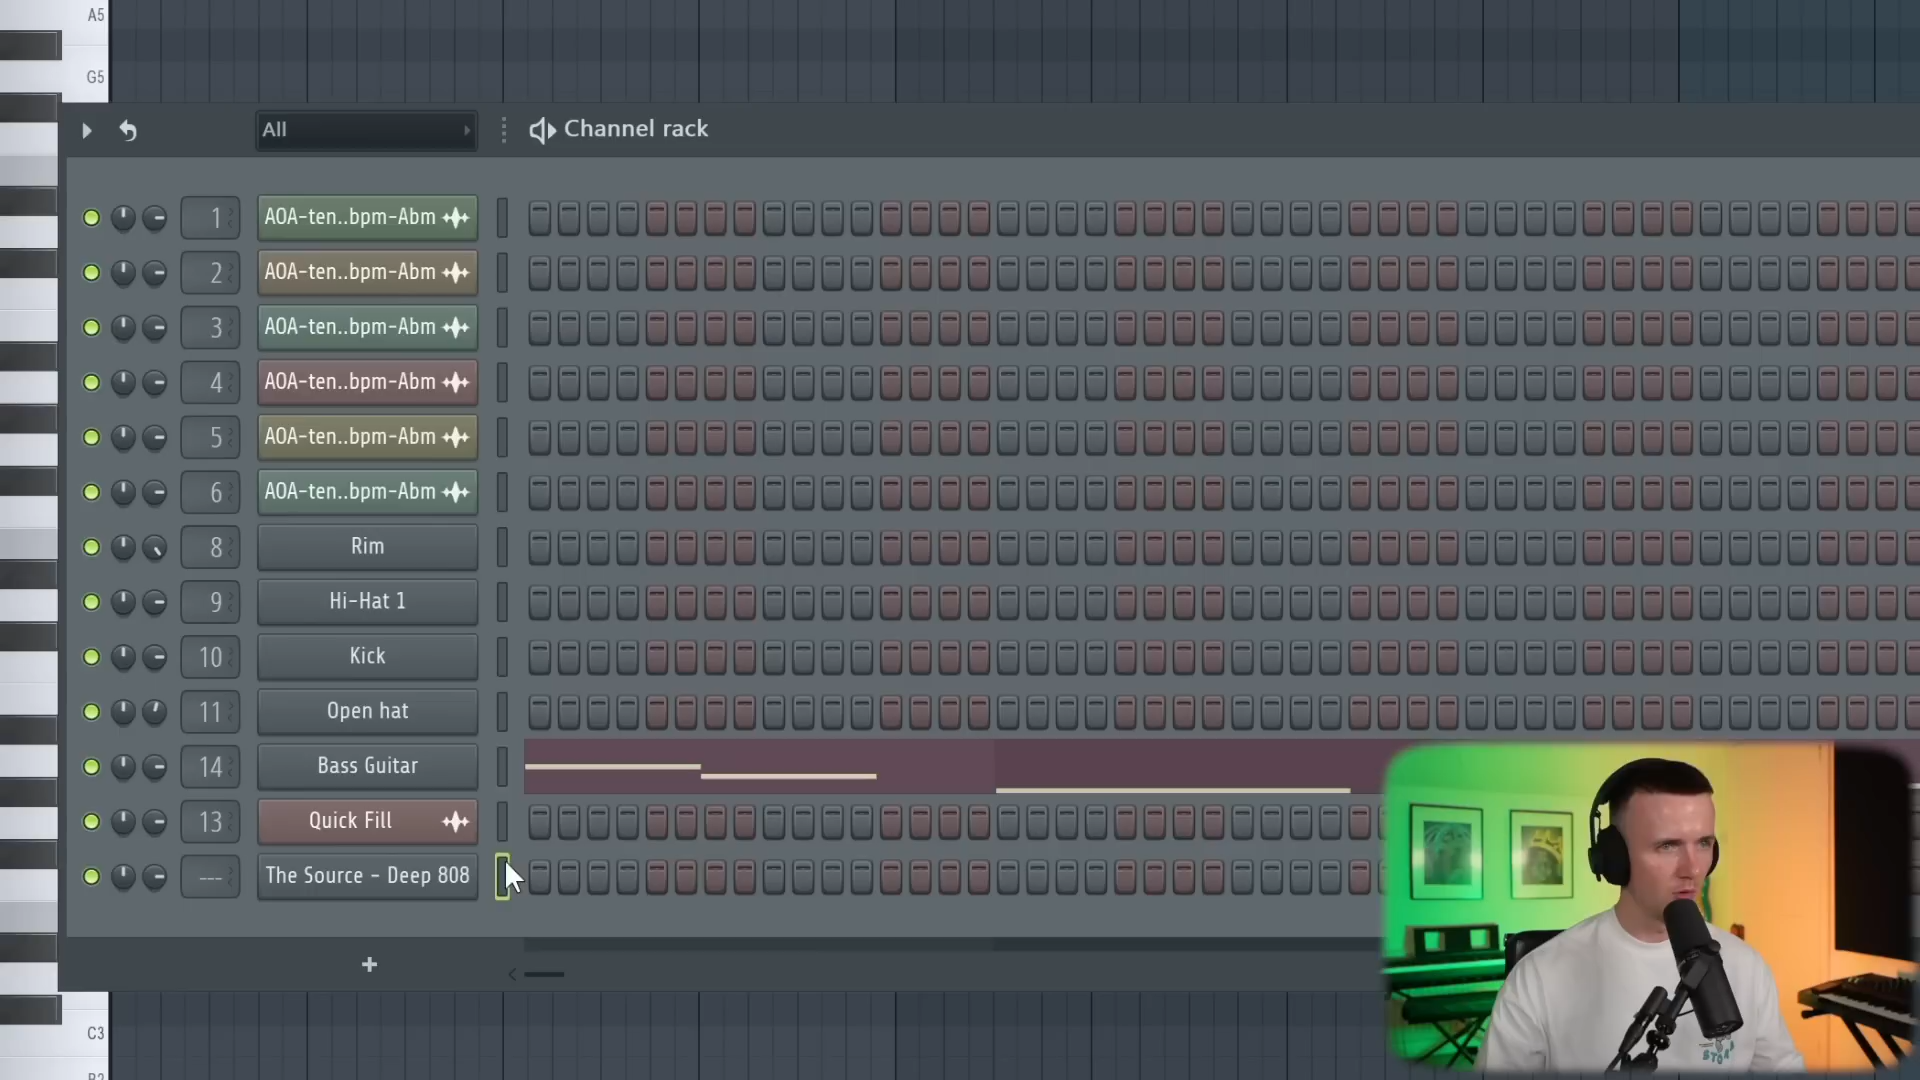 A5
G5
All
Channel rack
1 AOA-ten..bpm-Abm
2 AOA-ten..bpm-Abm
3 AOA-ten..bpm-Abm
4 AOA-ten..bpm-Abm
5 AOA-ten..bpm-Abm
6 AOA-ten..bpm-Abm
8 Rim
9 Hi-Hat 1
10 Kick
11 Open hat
14 Bass Guitar
13 Quick Fill
--- The Source - Deep 808
+
C3